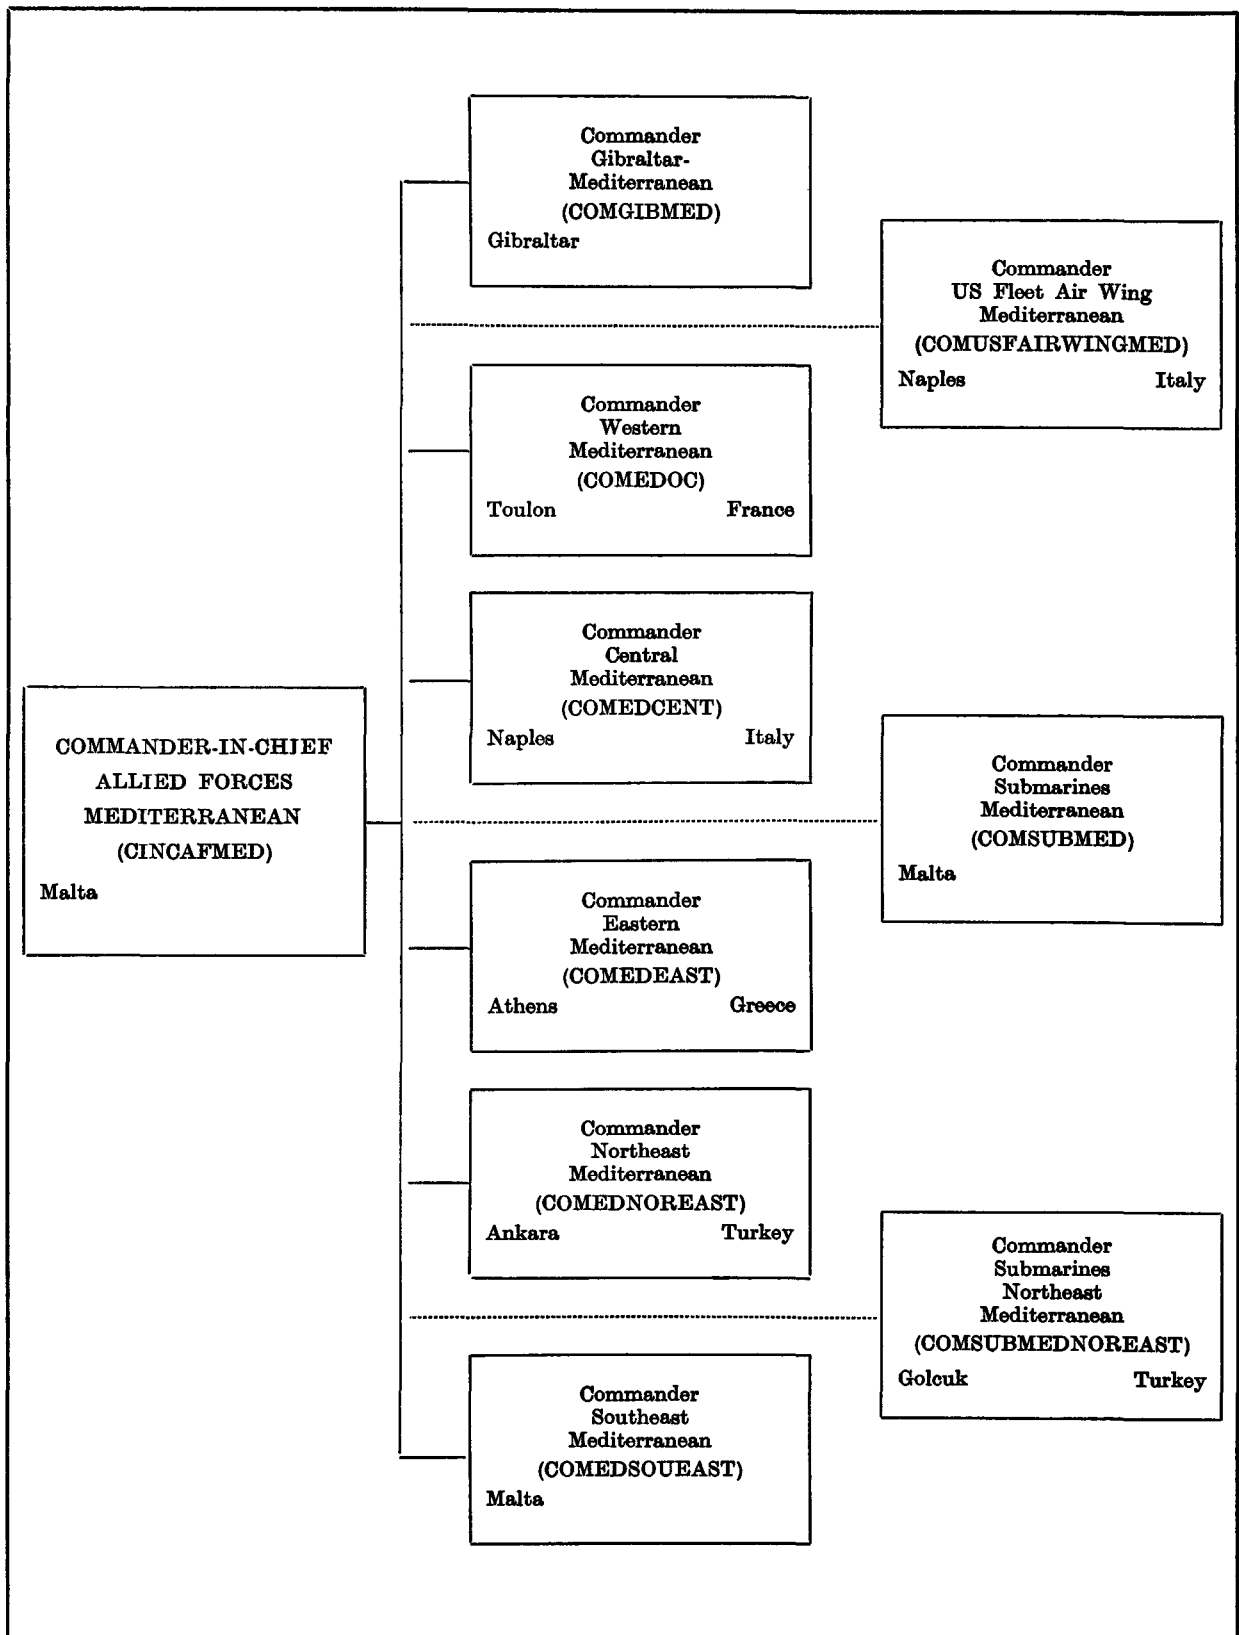 Commander
Gibraltar-
Mediterranean
(COMGIBMED)
Gibraltar
Commander
US Fleet Air Wing
Mediterranean
(COMUSFAIRWINGMED)
Naples Italy
Commander
Western
Mediterranean
(COMEDOC)
Toulon France
Commander
Central
Mediterranean
(COMEDCENT)
Naples Italy
COMMANDER-IN-CHIEF
ALLIED FORCES
MEDITERRANEAN
(CINCAFMED)
Malta
Commander
Submarines
Mediterranean
(COMSUBMED)
Malta
Commander
Eastern
Mediterranean
(COMEDEAST)
Athens Greece
Commander
Northeast
Mediterranean
(COMEDNOREAST)
Ankara Turkey
Commander
Submarines
Northeast
Mediterranean
(COMSUBMEDNOREAST)
Golcuk Turkey
Commander
Southeast
Mediterranean
(COMEDSOUEAST)
Malta